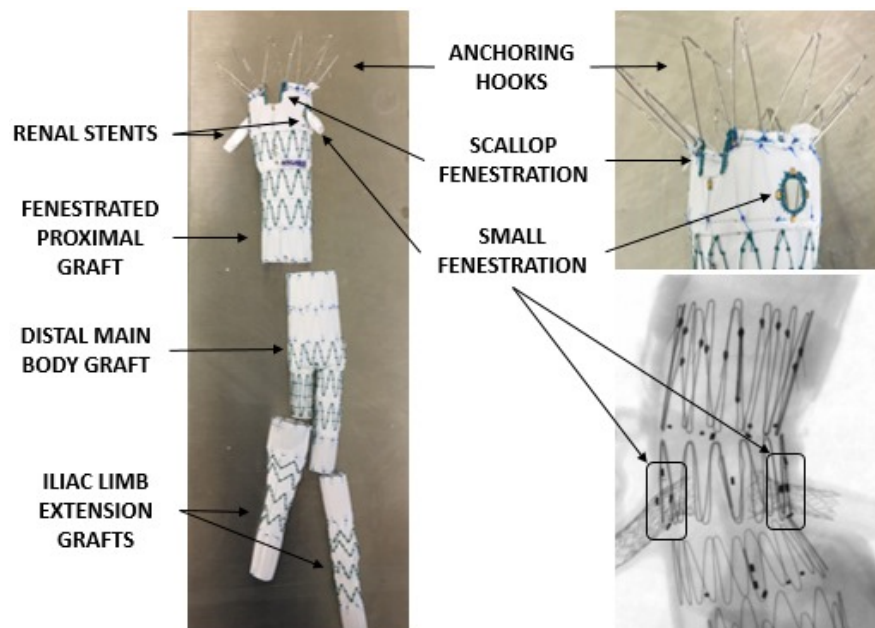 ANCHORING
HOOKS
RENAL STENTS
SCALLOP
FENESTRATION
FENESTRATED
PROXIMAL
GRAFT
SMALL
FENESTRATION
DISTAL MAIN
BODY GRAFT
ILIAC LIMB
EXTENSION
GRAFTS